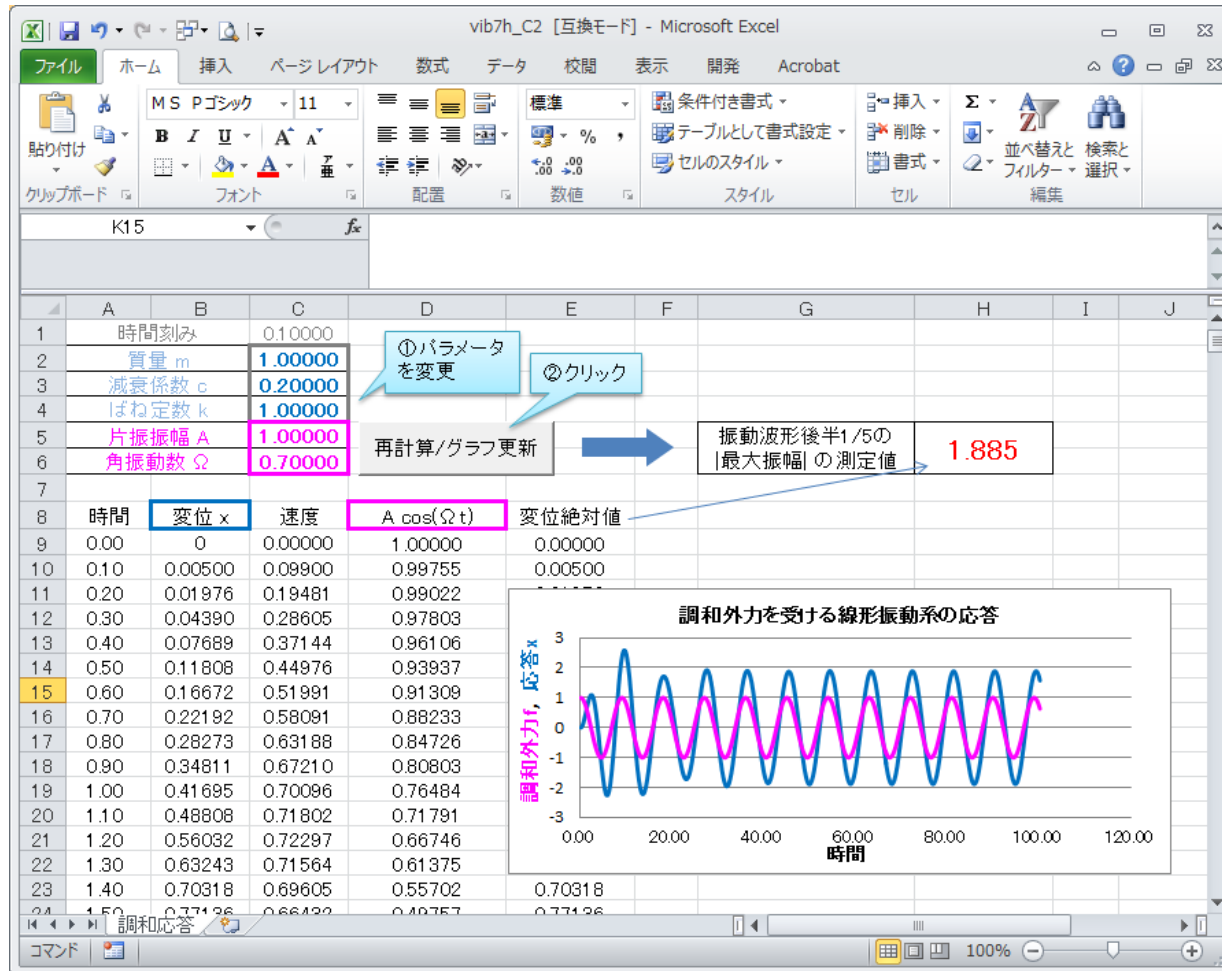 vib7h_C2 [互換モード] - Microsoft Excel
ファイル ホーム 挿入 ページ レイアウト 数式 データ 校閲 表示 開発 Acrobat
MS Pゴシック 11 標準 条件付き書式 挿入 Σ
B I U A A % , テーブルとして書式設定 削除
貼り付け A 亜 セルのスタイル 書式 並べ替えと フィルター 検索と 選択
クリップボード フォント 配置 数値 スタイル セル 編集
K15 fx
A B C D E F G H I J
1 時間刻み 0.10000
2 質量 m 1.00000
3 減衰係数 c 0.20000
4 ばね定数 k 1.00000
5 片振振幅 A 1.00000
6 角振動数 Ω 0.70000
①パラメータ
を変更
②クリック
再計算/グラフ更新
振動波形後半1/5の
|最大振幅| の測定値
1.885
7
8 時間 変位 x 速度 A cos(Ω t) 変位絶対値
9 0.00 0 0.00000 1.00000 0.00000
10 0.10 0.00500 0.09900 0.99755 0.00500
11 0.20 0.01976 0.19481 0.99022
12 0.30 0.04390 0.28605 0.97803
13 0.40 0.07689 0.37144 0.96106
14 0.50 0.11808 0.44976 0.93937
15 0.60 0.16672 0.51991 0.91309
16 0.70 0.22192 0.58091 0.88233
17 0.80 0.28273 0.63188 0.84726
18 0.90 0.34811 0.67210 0.80803
19 1.00 0.41695 0.70096 0.76484
20 1.10 0.48808 0.71802 0.71791
21 1.20 0.56032 0.72297 0.66746
22 1.30 0.63243 0.71564 0.61375
23 1.40 0.70318 0.69605 0.55702 0.70318
24 1.50 0.77136 0.66432 0.49757 0.77136
調和外力を受ける線形振動系の応答
調和外力f, 応答x
3
2
1
0
-1
-2
-3
0.00 20.00 40.00 60.00 80.00 100.00 120.00
時間
調和応答
コマンド 100%